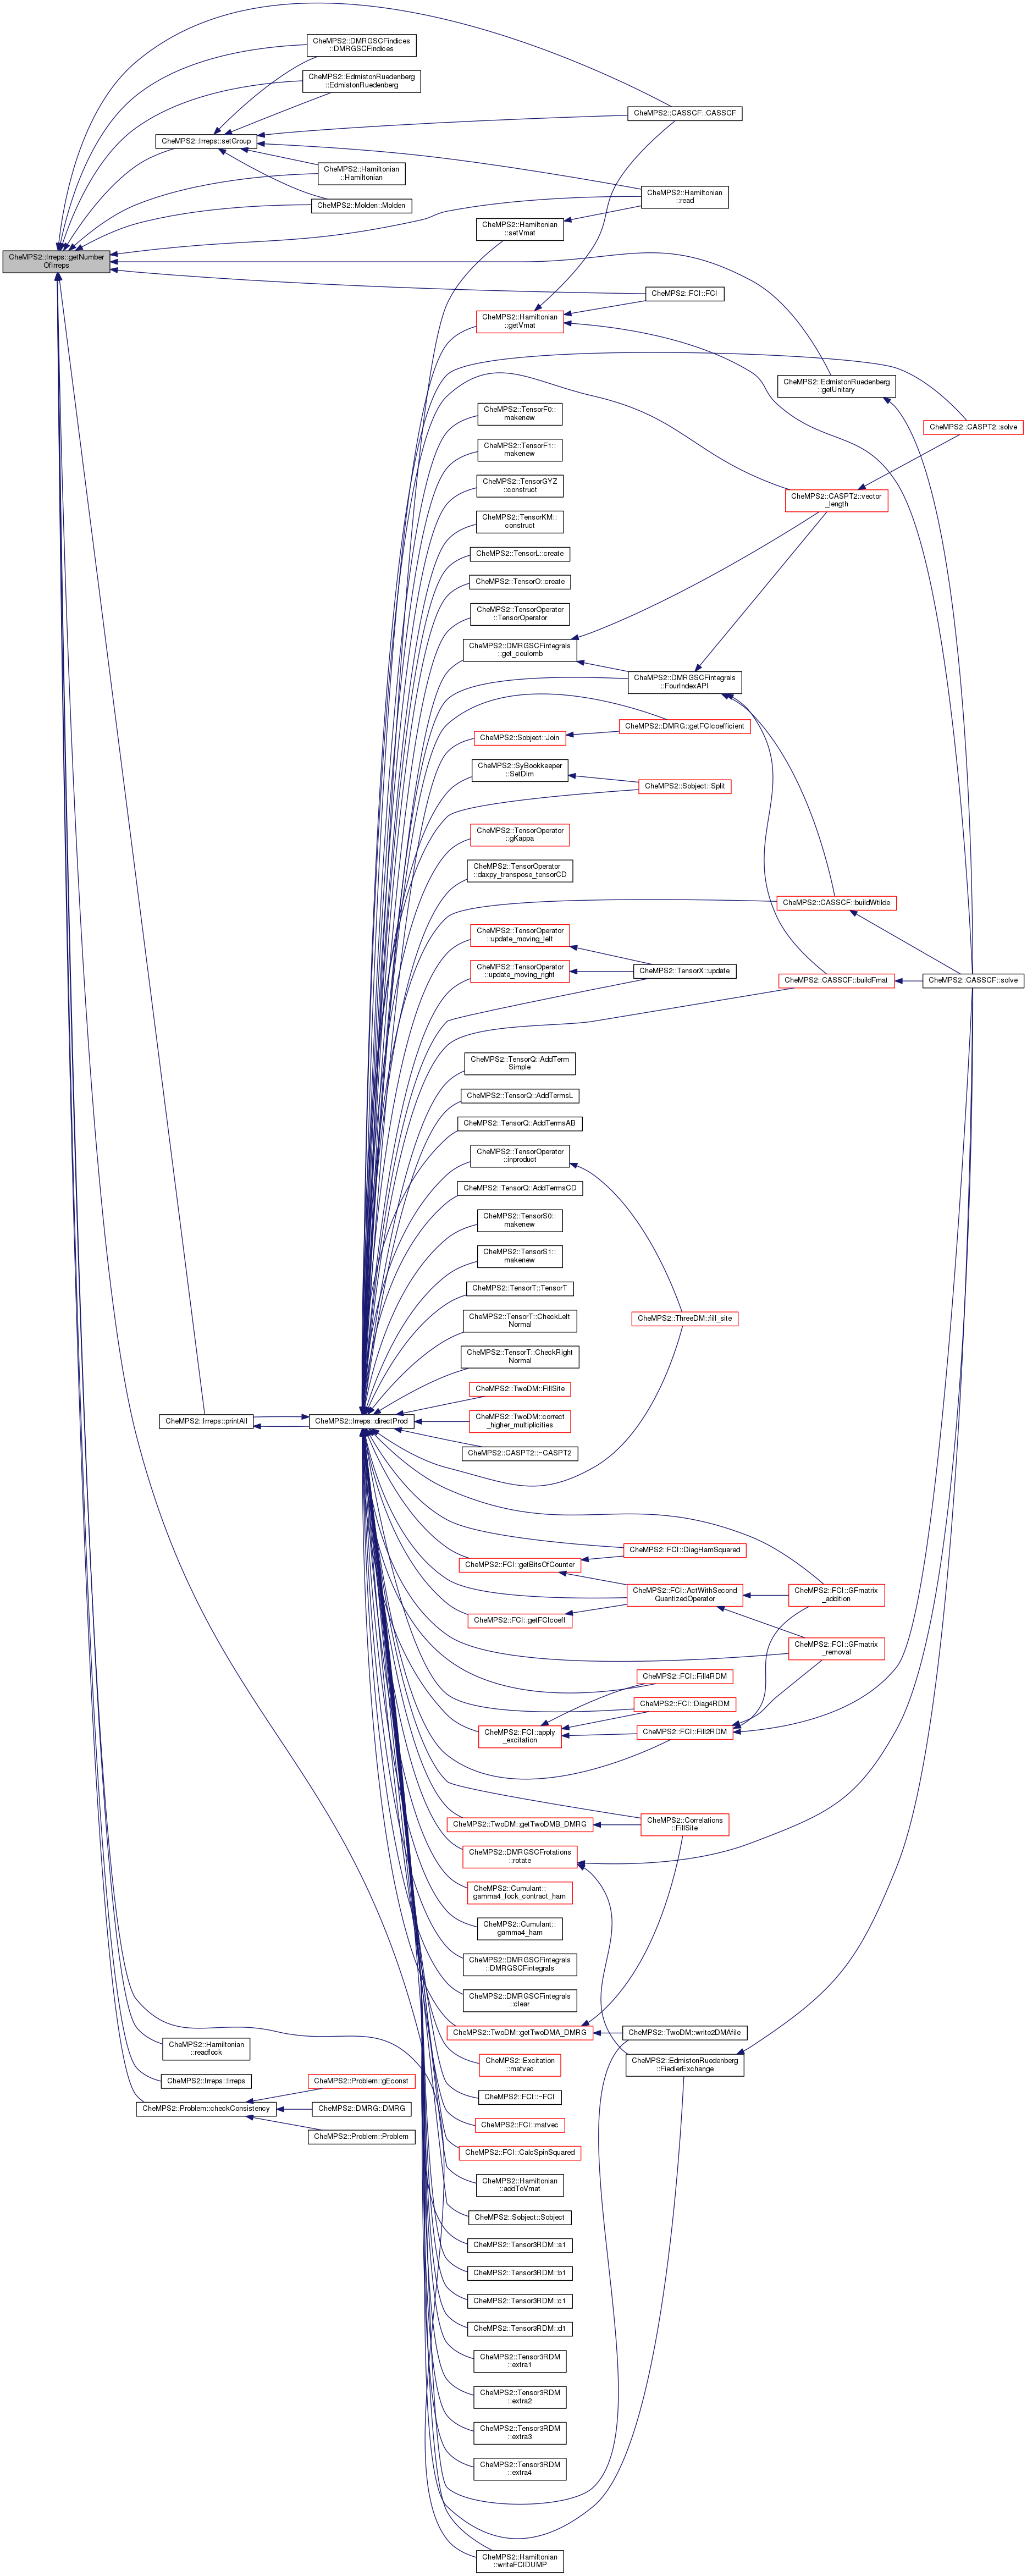 CheMPS2::DMRGSCFindices
::DMRGSCFindices
CheMPS2::EdmistonRuedenberg
::EdmistonRuedenberg
CheMPS2::CASSCF::CASSCF
CheMPS2::Irreps::setGroup
CheMPS2::Hamiltonian
::Hamiltonian
CheMPS2::Molden::Molden
CheMPS2::Hamiltonian
::read
CheMPS2::Hamiltonian
::setVmat
CheMPS2::Irreps::getNumber
OfIrreps
CheMPS2::FCI::FCI
CheMPS2::Hamiltonian
::getVmat
CheMPS2::EdmistonRuedenberg
::getUnitary
CheMPS2::TensorF0::
makenew
CheMPS2::CASPT2::solve
CheMPS2::TensorF1::
makenew
CheMPS2::TensorGYZ
::construct
CheMPS2::CASPT2::vector
_length
CheMPS2::TensorKM::
construct
CheMPS2::TensorL::create
CheMPS2::TensorO::create
CheMPS2::TensorOperator
::TensorOperator
CheMPS2::DMRGSCFintegrals
::get_coulomb
CheMPS2::DMRGSCFintegrals
::FourIndexAPI
CheMPS2::DMRG::getFCIcoefficient
CheMPS2::Sobject::Join
CheMPS2::SyBookkeeper
::SetDim
CheMPS2::Sobject::Split
CheMPS2::TensorOperator
::gKappa
CheMPS2::TensorOperator
::daxpy_transpose_tensorCD
CheMPS2::CASSCF::buildWtilde
CheMPS2::TensorOperator
::update_moving_left
CheMPS2::TensorOperator
::update_moving_right
CheMPS2::TensorX::update
CheMPS2::CASSCF::buildFmat
CheMPS2::CASSCF::solve
CheMPS2::TensorQ::AddTerm
Simple
CheMPS2::TensorQ::AddTermsL
CheMPS2::TensorQ::AddTermsAB
CheMPS2::TensorOperator
::inproduct
CheMPS2::TensorQ::AddTermsCD
CheMPS2::TensorS0::
makenew
CheMPS2::TensorS1::
makenew
CheMPS2::TensorT::TensorT
CheMPS2::TensorT::CheckLeft
Normal
CheMPS2::ThreeDM::fill_site
CheMPS2::TensorT::CheckRight
Normal
CheMPS2::TwoDM::FillSite
CheMPS2::Irreps::printAll
CheMPS2::Irreps::directProd
CheMPS2::TwoDM::correct
_higher_multiplicities
CheMPS2::CASPT2::~CASPT2
CheMPS2::FCI::DiagHamSquared
CheMPS2::FCI::getBitsOfCounter
CheMPS2::FCI::ActWithSecond
QuantizedOperator
CheMPS2::FCI::GFmatrix
_addition
CheMPS2::FCI::getFCIcoeff
CheMPS2::FCI::GFmatrix
_removal
CheMPS2::FCI::Fill4RDM
CheMPS2::FCI::Diag4RDM
CheMPS2::FCI::apply
_excitation
CheMPS2::FCI::Fill2RDM
CheMPS2::TwoDM::getTwoDMB_DMRG
CheMPS2::Correlations
::FillSite
CheMPS2::DMRGSCFrotations
::rotate
CheMPS2::Cumulant::
gamma4_fock_contract_ham
CheMPS2::Cumulant::
gamma4_ham
CheMPS2::DMRGSCFintegrals
::DMRGSCFintegrals
CheMPS2::DMRGSCFintegrals
::clear
CheMPS2::TwoDM::getTwoDMA_DMRG
CheMPS2::TwoDM::write2DMAfile
CheMPS2::Hamiltonian
::readfock
CheMPS2::EdmistonRuedenberg
::FiedlerExchange
CheMPS2::Excitation
::matvec
CheMPS2::Irreps::Irreps
CheMPS2::Problem::gEconst
CheMPS2::FCI::~FCI
CheMPS2::Problem::checkConsistency
CheMPS2::DMRG::DMRG
CheMPS2::FCI::matvec
CheMPS2::Problem::Problem
CheMPS2::FCI::CalcSpinSquared
CheMPS2::Hamiltonian
::addToVmat
CheMPS2::Sobject::Sobject
CheMPS2::Tensor3RDM::a1
CheMPS2::Tensor3RDM::b1
CheMPS2::Tensor3RDM::c1
CheMPS2::Tensor3RDM::d1
CheMPS2::Tensor3RDM
::extra1
CheMPS2::Tensor3RDM
::extra2
CheMPS2::Tensor3RDM
::extra3
CheMPS2::Tensor3RDM
::extra4
CheMPS2::Hamiltonian
::writeFCIDUMP